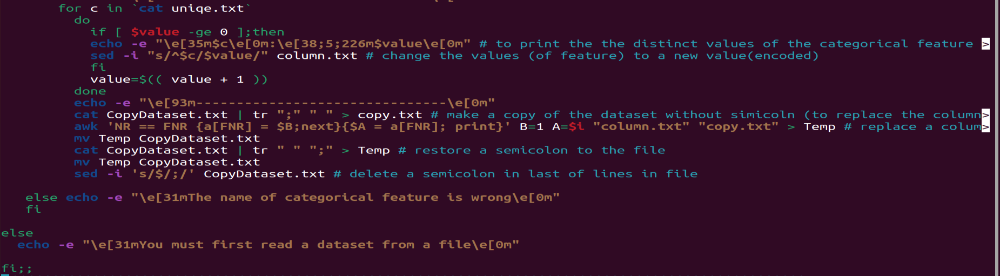 for c in `cat uniqe.txt`
do
if [ $value -ge 0 ];then
echo -e "\e[35m$c\e[0m:\e[38;5;226m$value\e[0m" # to print the the distinct values of the categorical feature >
sed -i "s/^$c/$value/" column.txt # change the values (of feature) to a new value(encoded)
fi
value=$(( value + 1 ))
done
echo -e "\e[93m-------------------------------\e[0m"
cat CopyDataset.txt | tr ";" " " > copy.txt # make a copy of the dataset without simicoln (to replace the column>
awk 'NR == FNR {a[FNR] = $B;next}{$A = a[FNR]; print}' B=1 A=$i "column.txt" "copy.txt" > Temp # replace a colum>
mv Temp CopyDataset.txt
cat CopyDataset.txt | tr " " ";" > Temp # restore a semicolon to the file
mv Temp CopyDataset.txt
sed -i 's/$/;/' CopyDataset.txt # delete a semicolon in last of lines in file
else echo -e "\e[31mThe name of categorical feature is wrong\e[0m"
fi
else
echo -e "\e[31mYou must first read a dataset from a file\e[0m"
fi;;